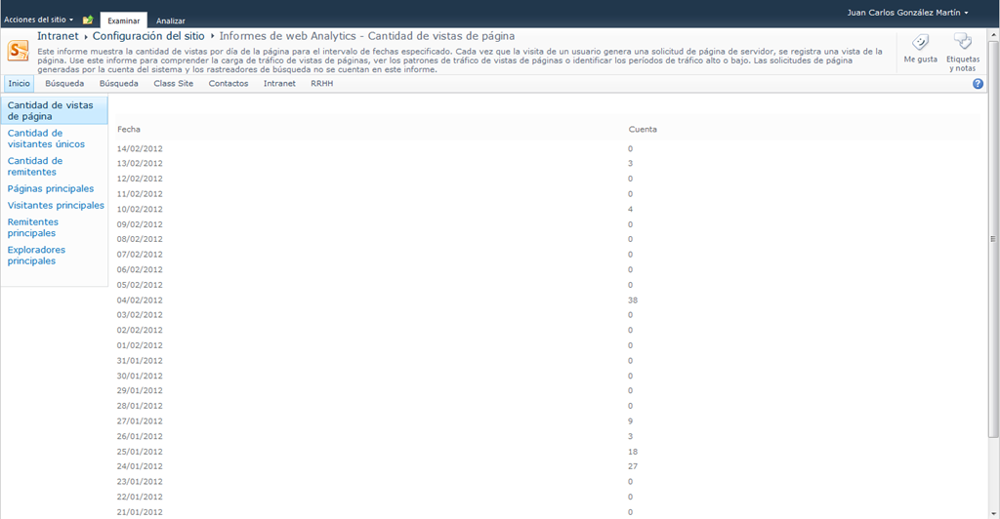 Acciones del sitio
Examinar
Analizar
Juan Carlos González Martín
Intranet
Configuración del sitio
Informes de web Analytics - Cantidad de vistas de página
Este informe muestra la cantidad de vistas por día de la página para el intervalo de fechas especificado. Cada vez que la visita de un usuario genera una solicitud de página de servidor, se registra una vista de la
página. Use este informe para comprender la carga de tráfico de vistas de páginas, ver los patrones de tráfico de vistas de páginas o identificar los períodos de tráfico alto o bajo. Las solicitudes de página
generadas por la cuenta del sistema y los rastreadores de búsqueda no se cuentan en este informe.
Me gusta
Etiquetas
y notas
Inicio
Búsqueda
Búsqueda
Class Site
Contactos
Intranet
RRHH
Cantidad de vistas
de página
Cantidad de
visitantes únicos
Cantidad de
remitentes
Páginas principales
Visitantes principales
Remitentes
principales
Exploradores
principales
Fecha Cuenta
14/02/2012 0
13/02/2012 3
12/02/2012 0
11/02/2012 0
10/02/2012 4
09/02/2012 0
08/02/2012 0
07/02/2012 0
06/02/2012 0
05/02/2012 0
04/02/2012 38
03/02/2012 0
02/02/2012 0
01/02/2012 0
31/01/2012 0
30/01/2012 0
29/01/2012 0
28/01/2012 0
27/01/2012 9
26/01/2012 3
25/01/2012 18
24/01/2012 27
23/01/2012 0
22/01/2012 0
21/01/2012 0